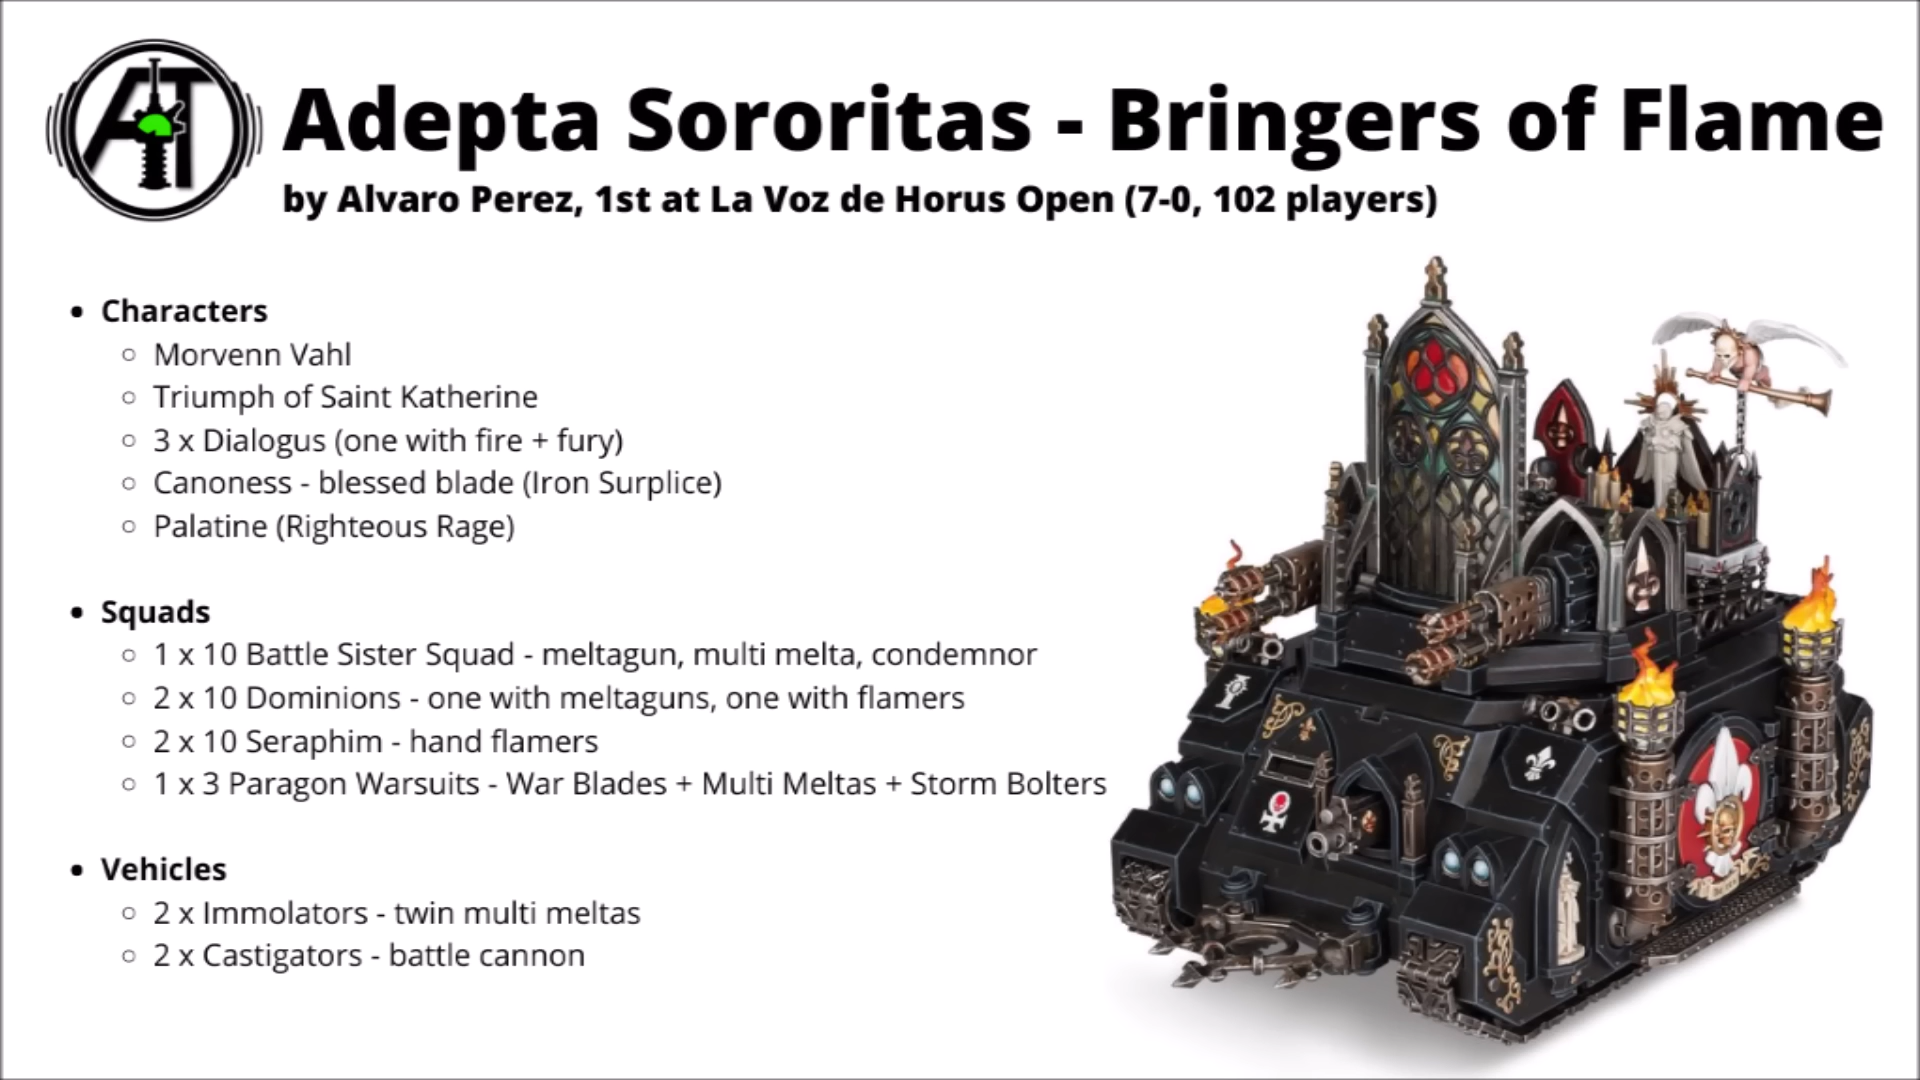 AT
Adepta Sororitas - Bringers of Flame
by Alvaro Perez, 1st at La Voz de Horus Open (7-0, 102 players)
• Characters
○ Morvenn Vahl
○ Triumph of Saint Katherine
○ 3 x Dialogus (one with fire + fury)
○ Canoness - blessed blade (Iron Surplice)
○ Palatine (Righteous Rage)
• Squads
○ 1 x 10 Battle Sister Squad - meltagun, multi melta, condemnor
○ 2 x 10 Dominions - one with meltaguns, one with flamers
○ 2 x 10 Seraphim - hand flamers
○ 1 x 3 Paragon Warsuits - War Blades + Multi Meltas + Storm Bolters
• Vehicles
○ 2 x Immolators - twin multi meltas
○ 2 x Castigators - battle cannon